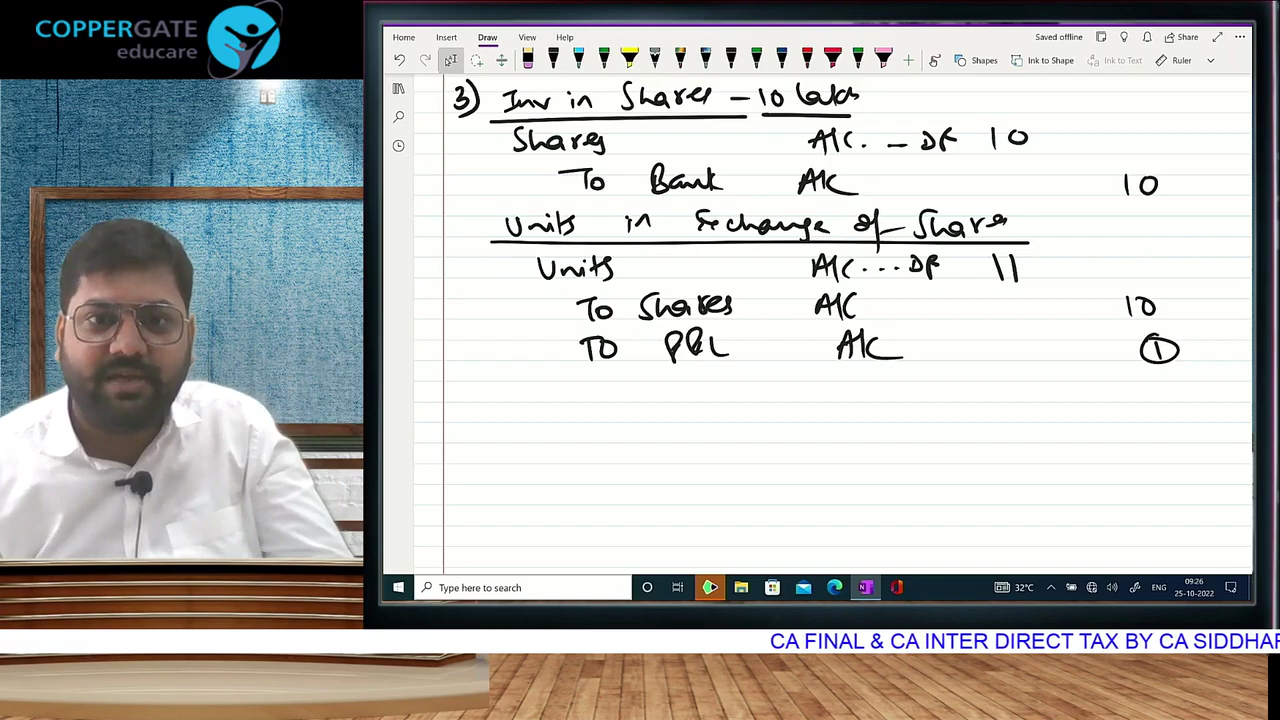 COPPERGATE
educare
Home Insert Draw View Help
Saved offline Share
Shapes Ink to Shape Ink to Text Ruler
3) Inv in Shares - 10 Lakhs
Shares A/c. - Dr 10
To Bank A/c 10
Units in Exchange of Shares
Units A/c... Dr 11
To Shares A/c 10
To P&L A/c 1
Type here to search
32°C ENG 09:26
25-10-2022
CA FINAL & CA INTER DIRECT TAX BY CA SIDDHAR